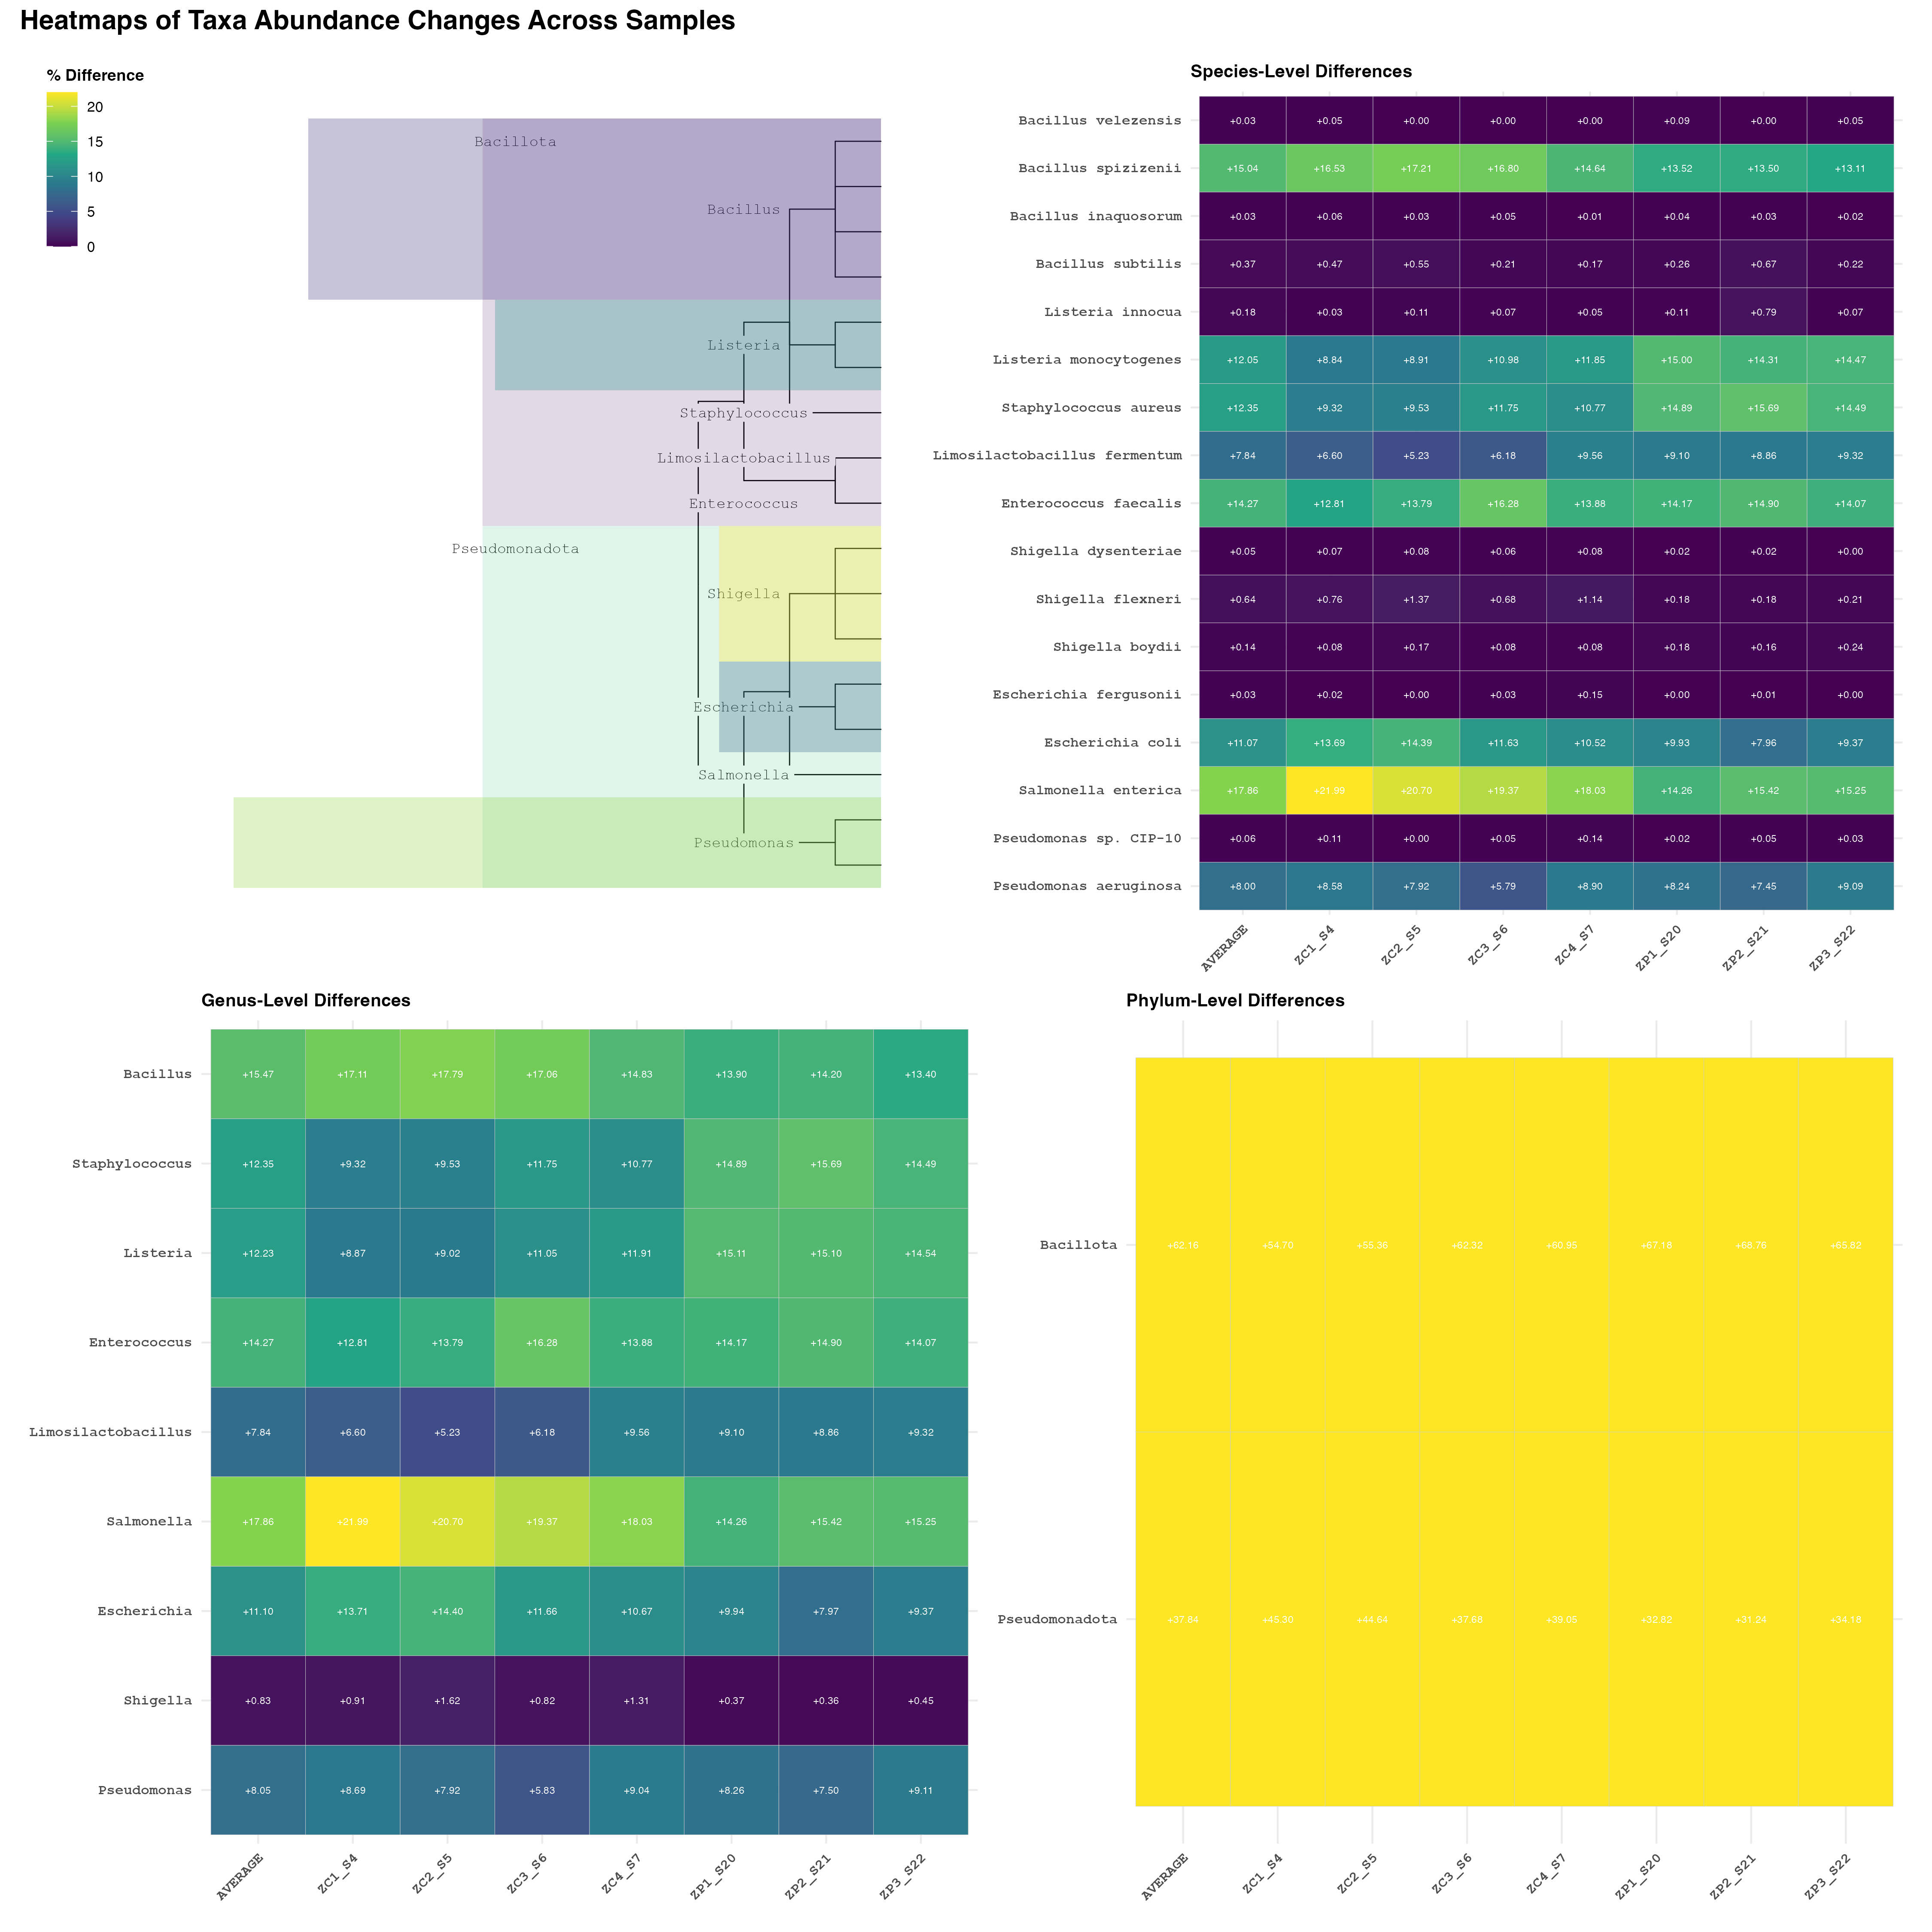 Heatmaps of Taxa Abundance Changes Across Samples
% Difference
20
15
10
5
0
Bacillota
Bacillus
Listeria
Staphylococcus
Limosilactobacillus
Enterococcus
Pseudomonadota
Shigella
Escherichia
Salmonella
Pseudomonas
Species-Level Differences
Bacillus velezensis +0.03 +0.05 +0.00 +0.00 +0.00 +0.09 +0.00 +0.05
Bacillus spizizenii +15.04 +16.53 +17.21 +16.80 +14.64 +13.52 +13.50 +13.11
Bacillus inaquosorum +0.03 +0.06 +0.03 +0.05 +0.01 +0.04 +0.03 +0.02
Bacillus subtilis +0.37 +0.47 +0.55 +0.21 +0.17 +0.26 +0.67 +0.22
Listeria innocua +0.18 +0.03 +0.11 +0.07 +0.05 +0.11 +0.79 +0.07
Listeria monocytogenes +12.05 +8.84 +8.91 +10.98 +11.85 +15.00 +14.31 +14.47
Staphylococcus aureus +12.35 +9.32 +9.53 +11.75 +10.77 +14.89 +15.69 +14.49
Limosilactobacillus fermentum +7.84 +6.60 +5.23 +6.18 +9.56 +9.10 +8.86 +9.32
Enterococcus faecalis +14.27 +12.81 +13.79 +16.28 +13.88 +14.17 +14.90 +14.07
Shigella dysenteriae +0.05 +0.07 +0.08 +0.06 +0.08 +0.02 +0.02 +0.00
Shigella flexneri +0.64 +0.76 +1.37 +0.68 +1.14 +0.18 +0.18 +0.21
Shigella boydii +0.14 +0.08 +0.17 +0.08 +0.08 +0.18 +0.16 +0.24
Escherichia fergusonii +0.03 +0.02 +0.00 +0.03 +0.15 +0.00 +0.01 +0.00
Escherichia coli +11.07 +13.69 +14.39 +11.63 +10.52 +9.93 +7.96 +9.37
Salmonella enterica +17.86 +21.99 +20.70 +19.37 +18.03 +14.26 +15.42 +15.25
Pseudomonas sp. CIP-10 +0.06 +0.11 +0.00 +0.05 +0.14 +0.02 +0.05 +0.03
Pseudomonas aeruginosa +8.00 +8.58 +7.92 +5.79 +8.90 +8.24 +7.45 +9.09
AVERAGE ZC1_S4 ZC2_S5 ZC3_S6 ZC4_S7 ZP1_S20 ZP2_S21 ZP3_S22
Genus-Level Differences
Bacillus +15.47 +17.11 +17.79 +17.06 +14.83 +13.90 +14.20 +13.40
Staphylococcus +12.35 +9.32 +9.53 +11.75 +10.77 +14.89 +15.69 +14.49
Listeria +12.23 +8.87 +9.02 +11.05 +11.91 +15.11 +15.10 +14.54
Enterococcus +14.27 +12.81 +13.79 +16.28 +13.88 +14.17 +14.90 +14.07
Limosilactobacillus +7.84 +6.60 +5.23 +6.18 +9.56 +9.10 +8.86 +9.32
Salmonella +17.86 +21.99 +20.70 +19.37 +18.03 +14.26 +15.42 +15.25
Escherichia +11.10 +13.71 +14.40 +11.66 +10.67 +9.94 +7.97 +9.37
Shigella +0.83 +0.91 +1.62 +0.82 +1.31 +0.37 +0.36 +0.45
Pseudomonas +8.05 +8.69 +7.92 +5.83 +9.04 +8.26 +7.50 +9.11
AVERAGE ZC1_S4 ZC2_S5 ZC3_S6 ZC4_S7 ZP1_S20 ZP2_S21 ZP3_S22
Phylum-Level Differences
Bacillota +62.16 +54.70 +55.36 +62.32 +60.95 +67.18 +68.76 +65.82
Pseudomonadota +37.84 +45.30 +44.64 +37.68 +39.05 +32.82 +31.24 +34.18
AVERAGE ZC1_S4 ZC2_S5 ZC3_S6 ZC4_S7 ZP1_S20 ZP2_S21 ZP3_S22